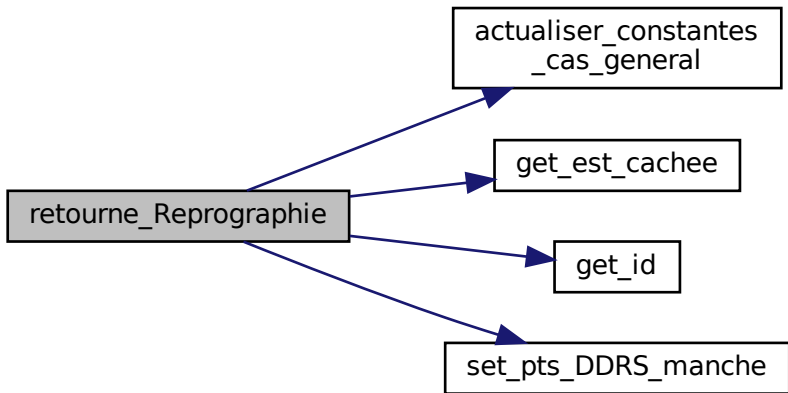 actualiser_constantes
_cas_general
get_est_cachee
retourne_Reprographie
get_id
set_pts_DDRS_manche